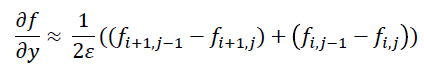 ∂f/∂y ≈ 1/2ε ((f_{i+1,j−1} − f_{i+1,j}) + (f_{i,j−1} − f_{i,j}))